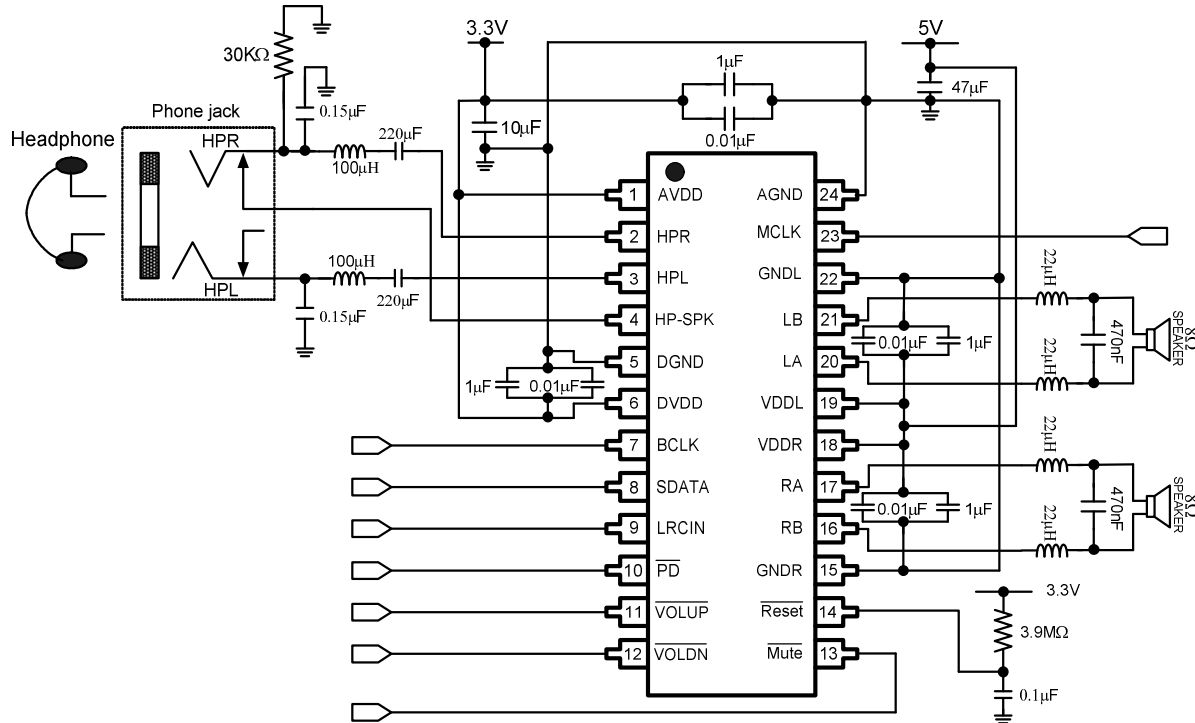 3.3V
5V
30KΩ
1μF
47μF
0.15μF
Phone jack
10μF
220μF
0.01μF
Headphone
HPR
100μH
1 AVDD
AGND 24
2 HPR
MCLK 23
100μH
22μH
3 HPL
GNDL 22
HPL
220μF
0.15μF
4 HP-SPK
LB 21
0.01μF
1μF
470nF
8Ω
SPEAKER
5 DGND
LA 20
22μH
1μF
0.01μF
6 DVDD
VDDL 19
7 BCLK
VDDR 18
22μH
8 SDATA
RA 17
0.01μF
1μF
470nF
8Ω
SPEAKER
9 LRCIN
RB 16
22μH
10 PD
GNDR 15
3.3V
11 VOLUP
Reset 14
3.9MΩ
12 VOLDN
Mute 13
0.1μF